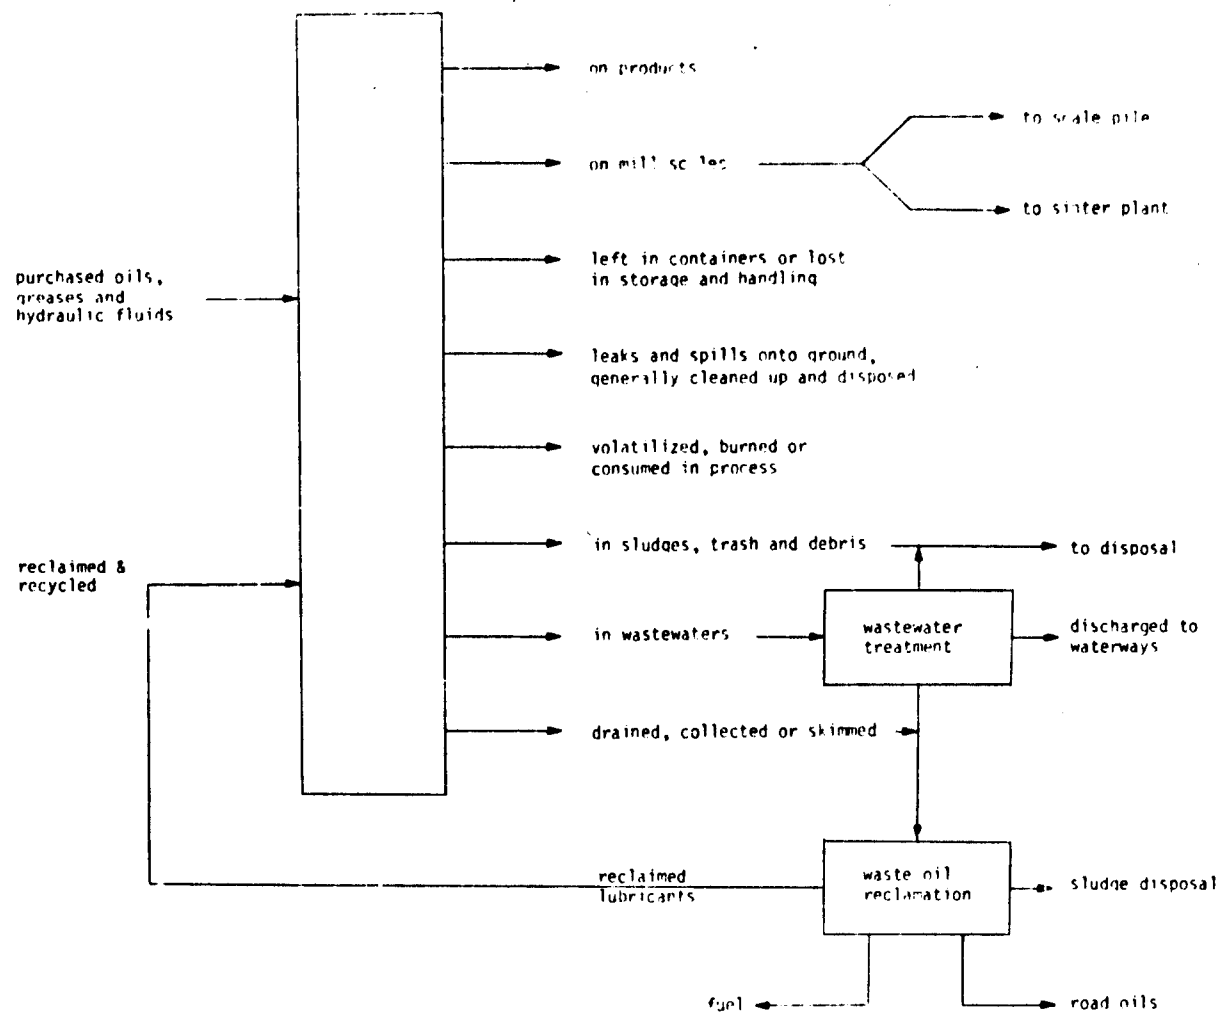 on products
to scale pile
on mill scales
to sinter plant
left in containers or lost
in storage and handling
purchased oils,
greases and
hydraulic fluids
leaks and spills onto ground,
generally cleaned up and disposed
volatilized, burned or
consumed in process
in sludges, trash and debris
to disposal
reclaimed &
recycled
in wastewaters
wastewater
treatment
discharged to
waterways
drained, collected or skimmed
waste oil
reclamation
sludge disposal
reclaimed
lubricants
fuel
road oils